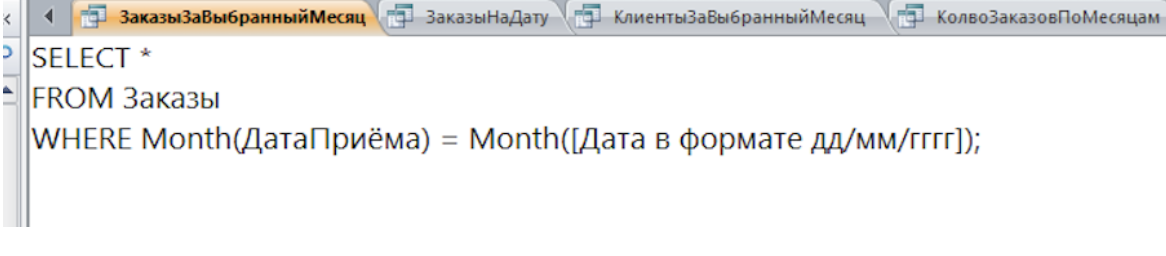 ЗаказыЗаВыбранныйМесяц ЗаказыНаДату КлиентыЗаВыбранныйМесяц КолвоЗаказовПоМесяцам
SELECT *
FROM Заказы
WHERE Month(ДатаПриёма) = Month([Дата в формате дд/мм/гггг]);